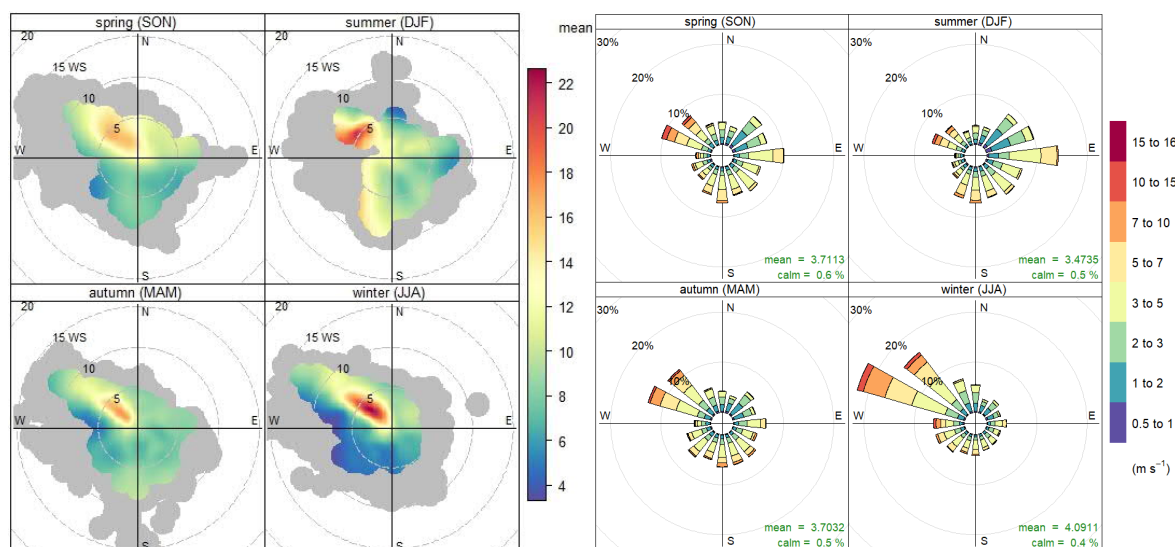 spring (SON)
20
15 WS
10
5
N
W
E
S
summer (DJF)
20
15 WS
10
5
N
W
E
S
autumn (MAM)
20
15 WS
10
5
N
W
E
S
winter (JJA)
20
15 WS
10
5
N
W
E
S
mean
22
20
18
16
14
12
10
8
6
4
spring (SON)
30%
20%
10%
N
W
E
S
mean = 3.7113
calm = 0.6 %
summer (DJF)
30%
20%
10%
N
W
E
S
mean = 3.4735
calm = 0.5 %
autumn (MAM)
30%
20%
10%
N
W
E
S
mean = 3.7032
calm = 0.5 %
winter (JJA)
30%
20%
10%
N
W
E
S
mean = 4.0911
calm = 0.4 %
15 to 16
10 to 15
7 to 10
5 to 7
3 to 5
2 to 3
1 to 2
0.5 to 1
(m s⁻¹)